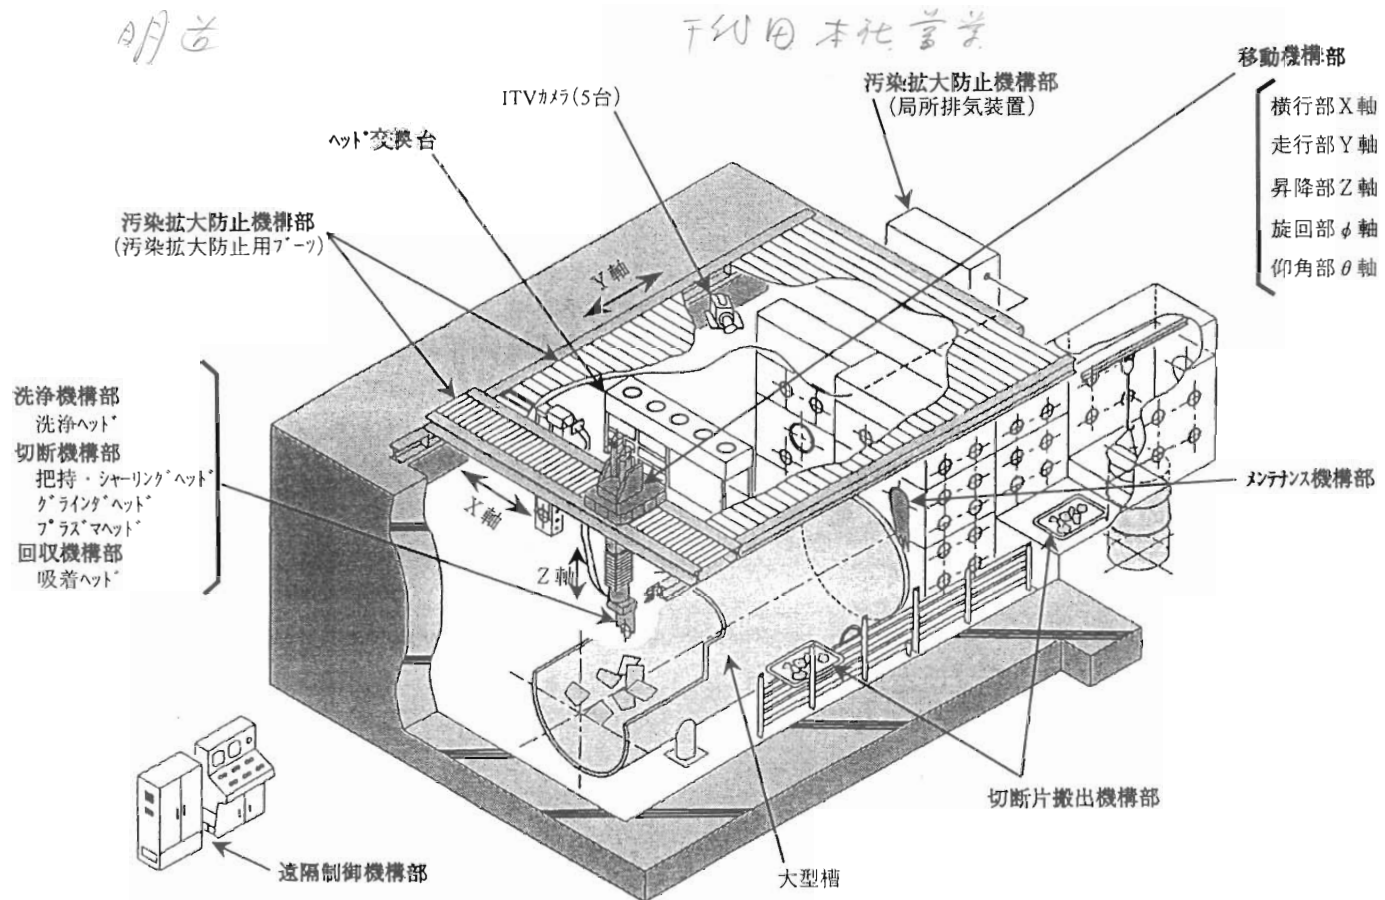 千代田本社営業
移動機構部
横行部X軸
走行部Y軸
昇降部Z軸
旋回部φ軸
仰角部θ軸
汚染拡大防止機構部
(局所排気装置)
ITVカメラ(5台)
ヘッド交換台
汚染拡大防止機構部
(汚染拡大防止用ブーツ)
Y軸
洗浄機構部
洗浄ヘッド
切断機構部
把持・シャーリングヘッド
グラインダヘッド
プラズマヘッド
回収機構部
吸着ヘッド
X軸
Z軸
メンテナンス機構部
切断片搬出機構部
大型槽
遠隔制御機構部